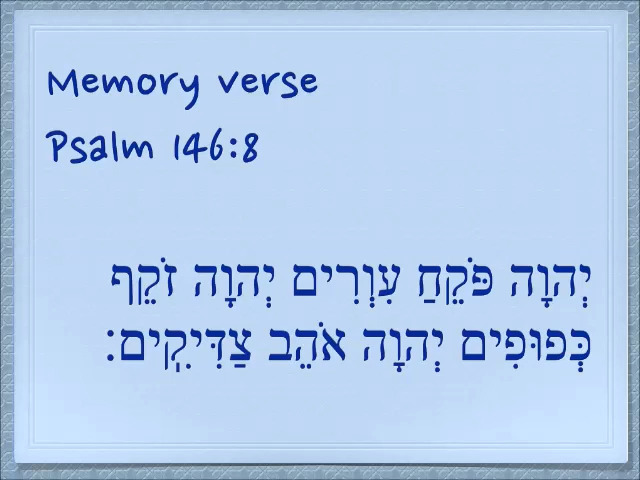 Memory verse
Psalm 146:8
יְהוָה פֹּקֵחַ עִוְרִים יְהוָה זֹקֵף
כְּפוּפִים יְהוָה אֹהֵב צַדִּיקִֽים׃